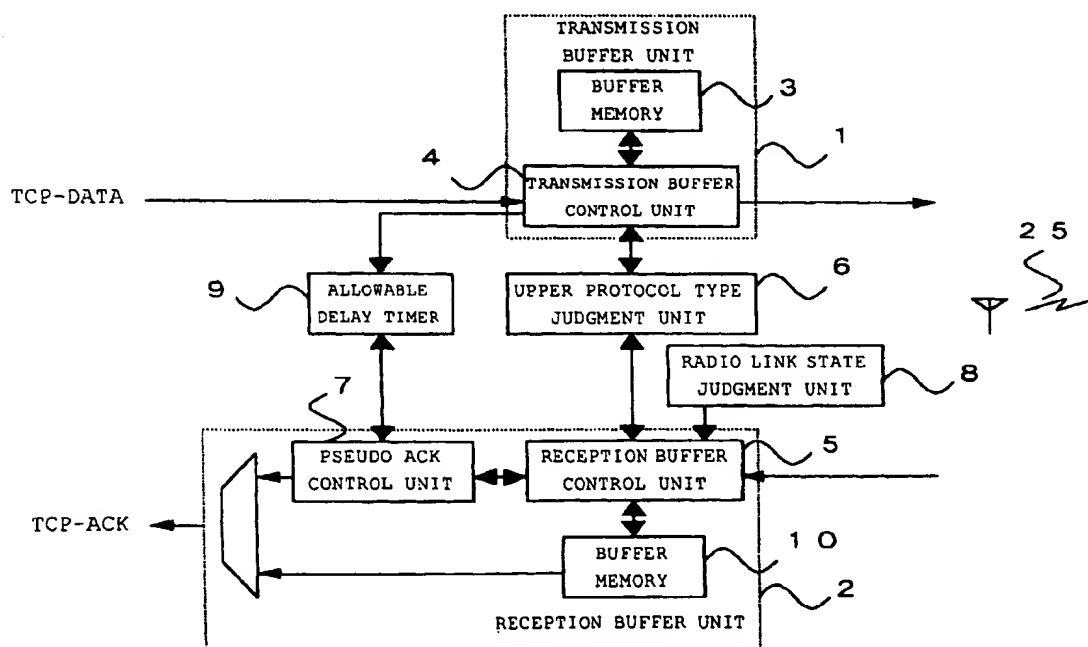 TRANSMISSION
BUFFER UNIT
BUFFER
MEMORY
3
1
4
TRANSMISSION BUFFER
CONTROL UNIT
TCP-DATA
25
9
ALLOWABLE
DELAY TIMER
UPPER PROTOCOL TYPE
JUDGMENT UNIT
6
RADIO LINK STATE
JUDGMENT UNIT
8
7
PSEUDO ACK
CONTROL UNIT
RECEPTION BUFFER
CONTROL UNIT
5
TCP-ACK
BUFFER
MEMORY
10
2
RECEPTION BUFFER UNIT